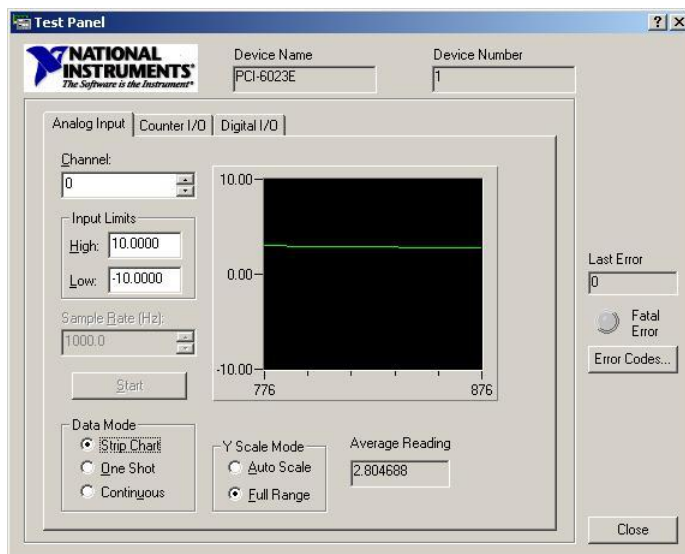 Test Panel
NATIONAL
INSTRUMENTS
The Software is the Instrument
Device Name
PCI-6023E
Device Number
1
Analog Input
Counter I/O
Digital I/O
Channel:
0
Input Limits
High: 10.0000
Low: -10.0000
Sample Rate (Hz):
1000.0
Start
10.00
0.00
-10.00
776
876
Data Mode
Strip Chart
One Shot
Continuous
Y Scale Mode
Auto Scale
Full Range
Average Reading
2.804688
Last Error
0
Fatal
Error
Error Codes...
Close